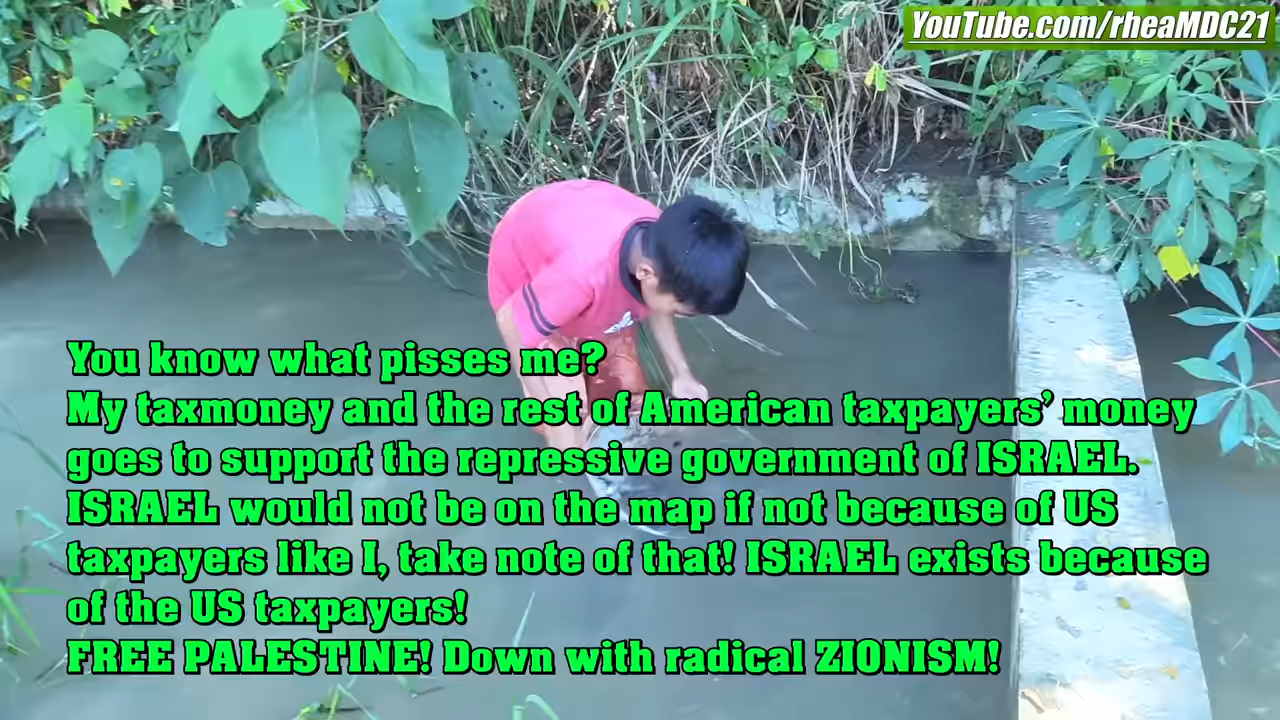 YouTube.com/rheaMDC21
You know what pisses me?
My taxmoney and the rest of American taxpayers’ money
goes to support the repressive government of ISRAEL.
ISRAEL would not be on the map if not because of US
taxpayers like I, take note of that! ISRAEL exists because
of the US taxpayers!
FREE PALESTINE! Down with radical ZIONISM!